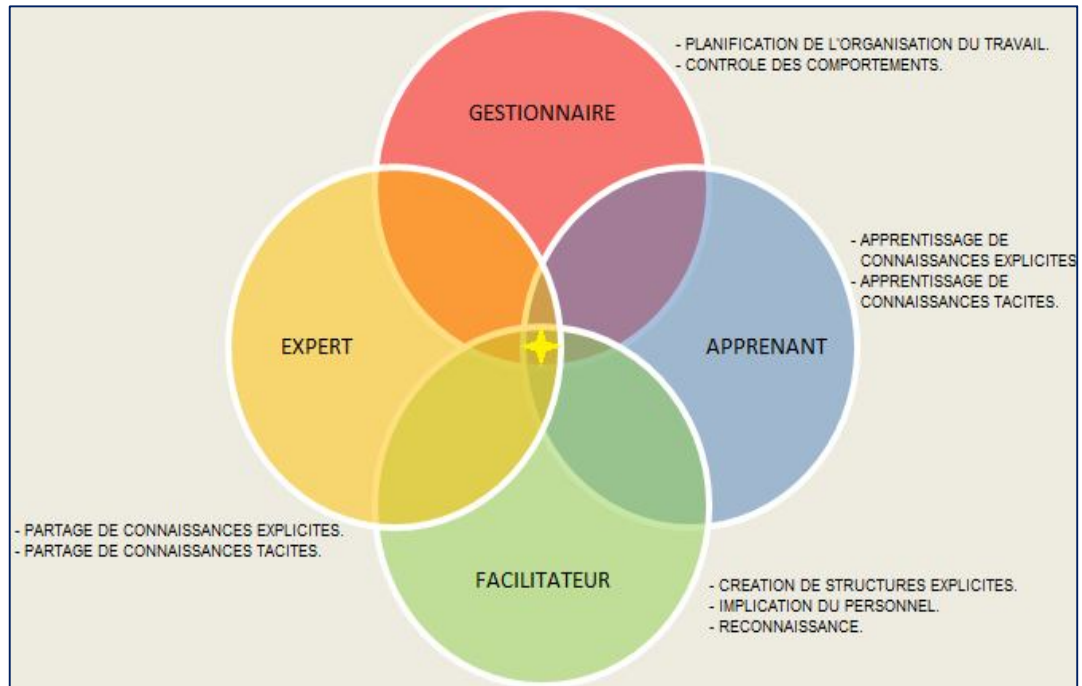 - PLANIFICATION DE L'ORGANISATION DU TRAVAIL.
- CONTROLE DES COMPORTEMENTS.
GESTIONNAIRE
- APPRENTISSAGE DE
CONNAISSANCES EXPLICITES
- APPRENTISSAGE DE
CONNAISSANCES TACITES.
EXPERT
APPRENANT
- PARTAGE DE CONNAISSANCES EXPLICITES.
- PARTAGE DE CONNAISSANCES TACITES.
FACILITATEUR
- CREATION DE STRUCTURES EXPLICITES.
- IMPLICATION DU PERSONNEL.
- RECONNAISSANCE.